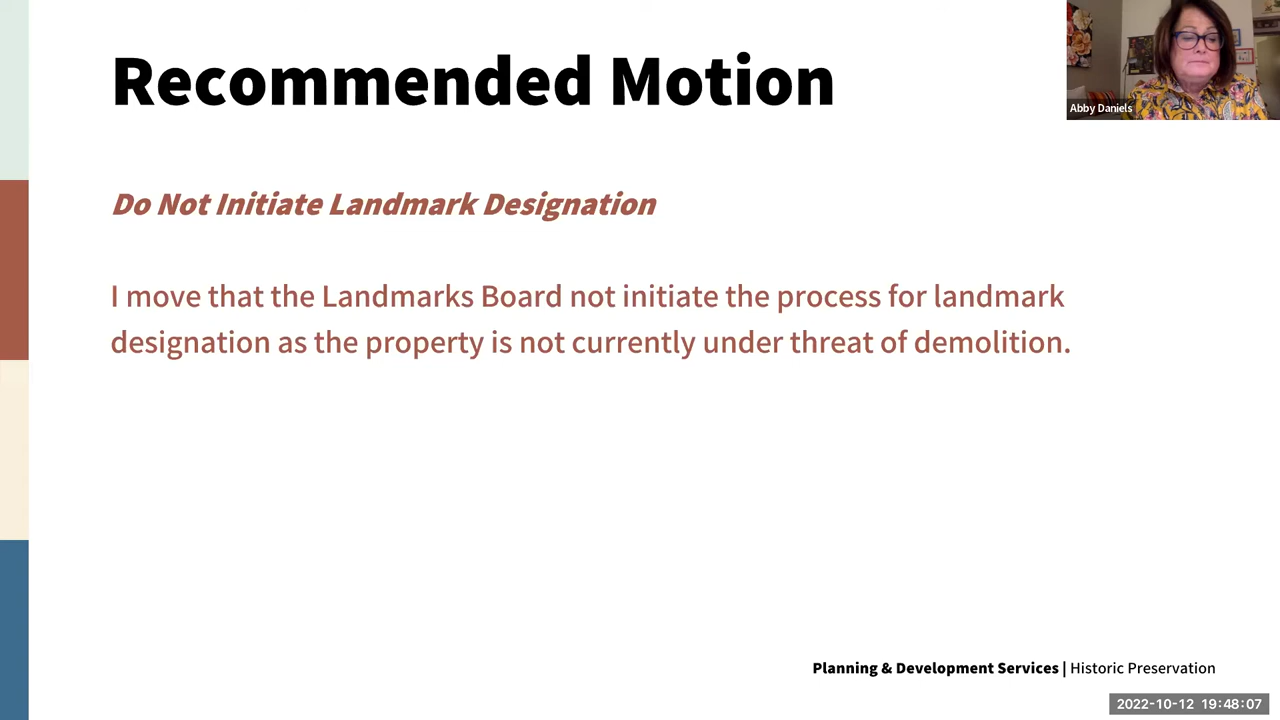 Recommended Motion
Abby Daniels
Do Not Initiate Landmark Designation
I move that the Landmarks Board not initiate the process for landmark
designation as the property is not currently under threat of demolition.
Planning & Development Services | Historic Preservation
2022-10-12 19:48:07